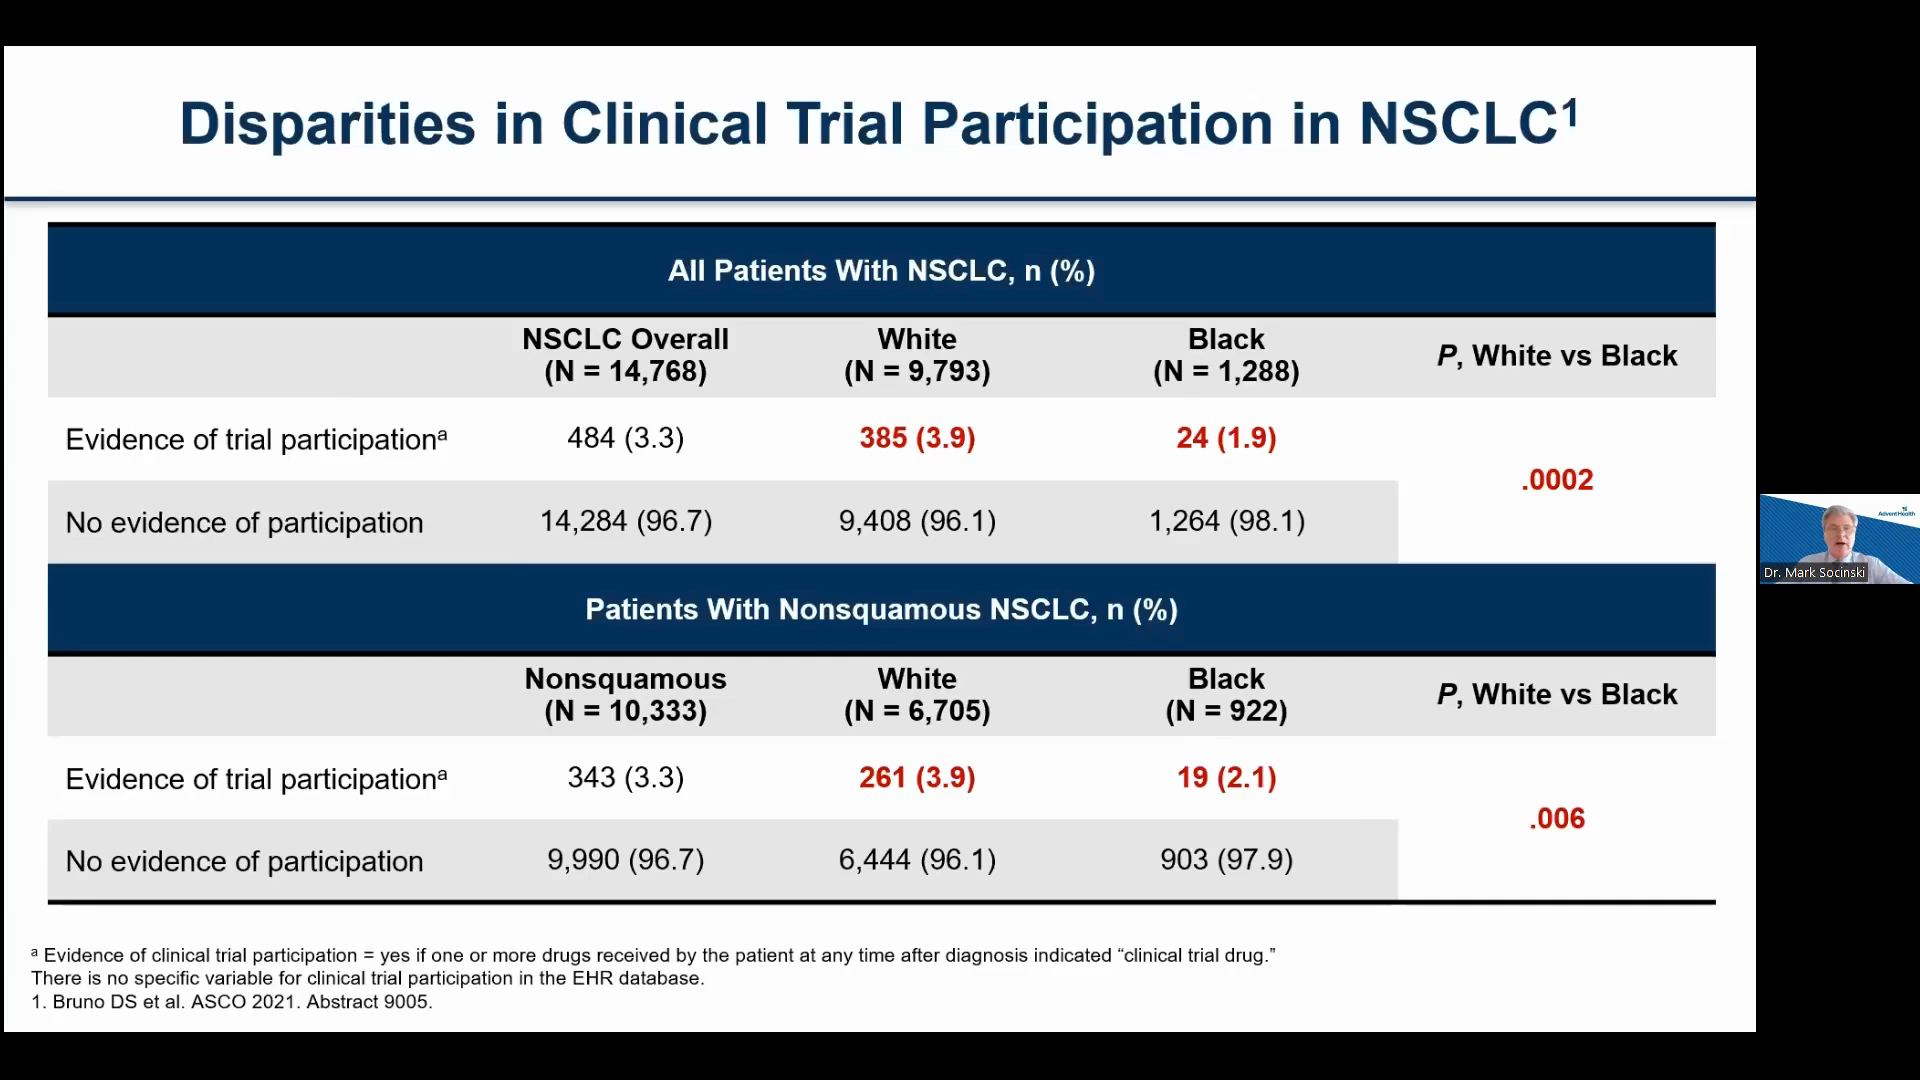 Disparities in Clinical Trial Participation in NSCLC¹
All Patients With NSCLC, n (%)
NSCLC Overall (N = 14,768) White (N = 9,793) Black (N = 1,288) P, White vs Black
Evidence of trial participationᵃ 484 (3.3) 385 (3.9) 24 (1.9) .0002
No evidence of participation 14,284 (96.7) 9,408 (96.1) 1,264 (98.1)
Patients With Nonsquamous NSCLC, n (%)
Nonsquamous (N = 10,333) White (N = 6,705) Black (N = 922) P, White vs Black
Evidence of trial participationᵃ 343 (3.3) 261 (3.9) 19 (2.1) .006
No evidence of participation 9,990 (96.7) 6,444 (96.1) 903 (97.9)
ᵃ Evidence of clinical trial participation = yes if one or more drugs received by the patient at any time after diagnosis indicated “clinical trial drug.”
There is no specific variable for clinical trial participation in the EHR database.
1. Bruno DS et al. ASCO 2021. Abstract 9005.
Advent Health
Dr. Mark Socinski